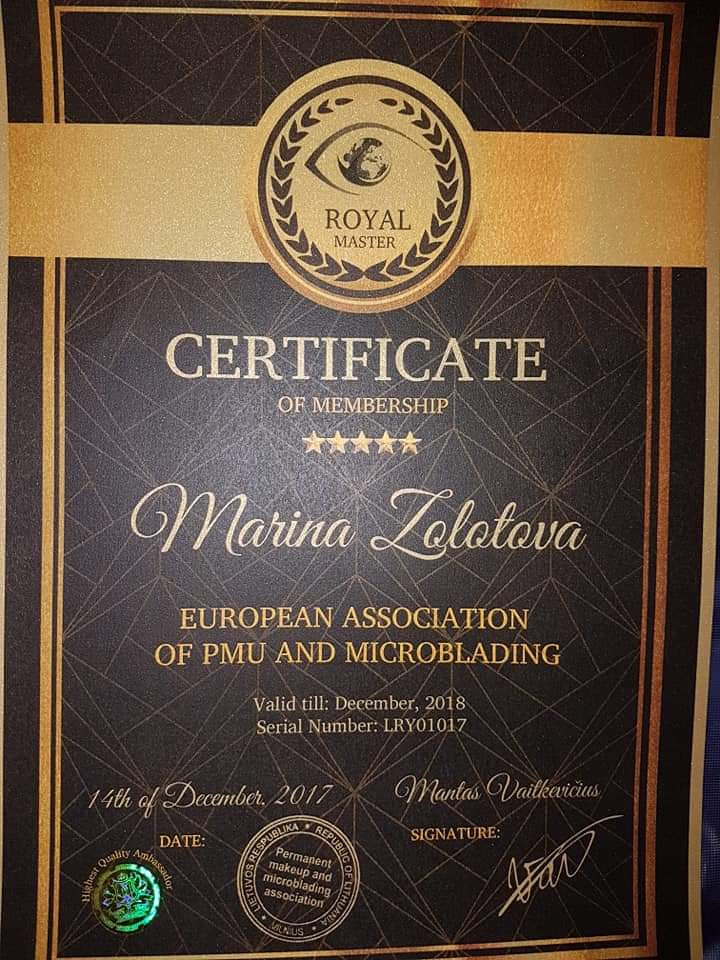 ROYAL
MASTER
CERTIFICATE
OF MEMBERSHIP
Marina Zolotova
EUROPEAN ASSOCIATION
OF PMU AND MICROBLADING
Valid till: December, 2018
Serial Number: LRY01017
14th of December, 2017
Mantas Vaitkevičius
DATE:
SIGNATURE:
Highest Quality Ambassador
LIETUVOS RESPUBLIKA * REPUBLIC OF LITHUANIA
Permanent
makeup and
microblading
association
* VILNIUS *